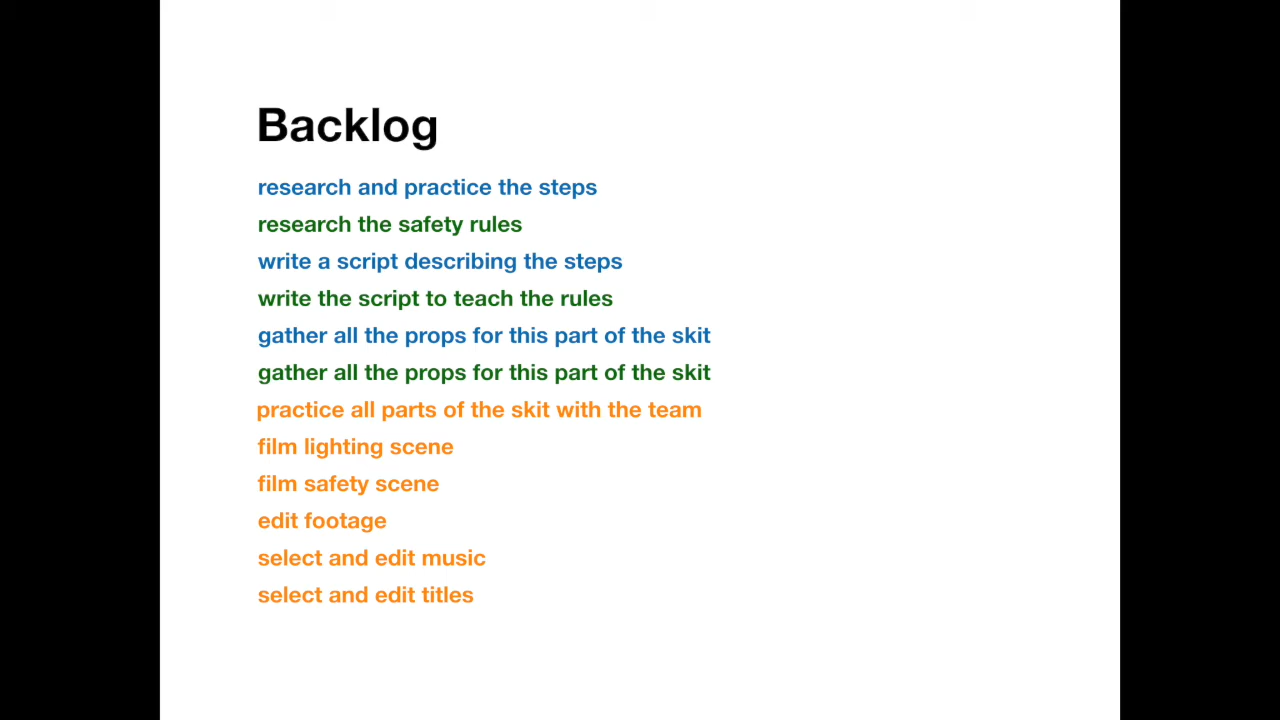 Backlog
research and practice the steps
research the safety rules
write a script describing the steps
write the script to teach the rules
gather all the props for this part of the skit
gather all the props for this part of the skit
practice all parts of the skit with the team
film lighting scene
film safety scene
edit footage
select and edit music
select and edit titles